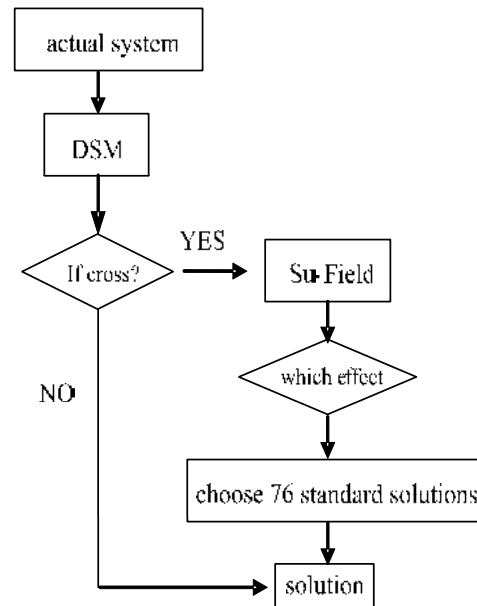 actual system
DSM
If cross?
YES
Su-Field
NO
which effect
choose 76 standard solutions
solution